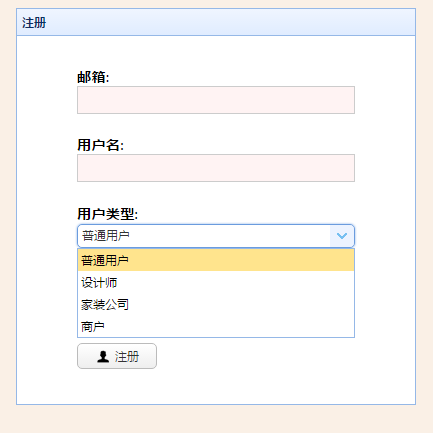 注册
邮箱:
用户名:
用户类型:
普通用户
普通用户
设计师
家装公司
商户
注册